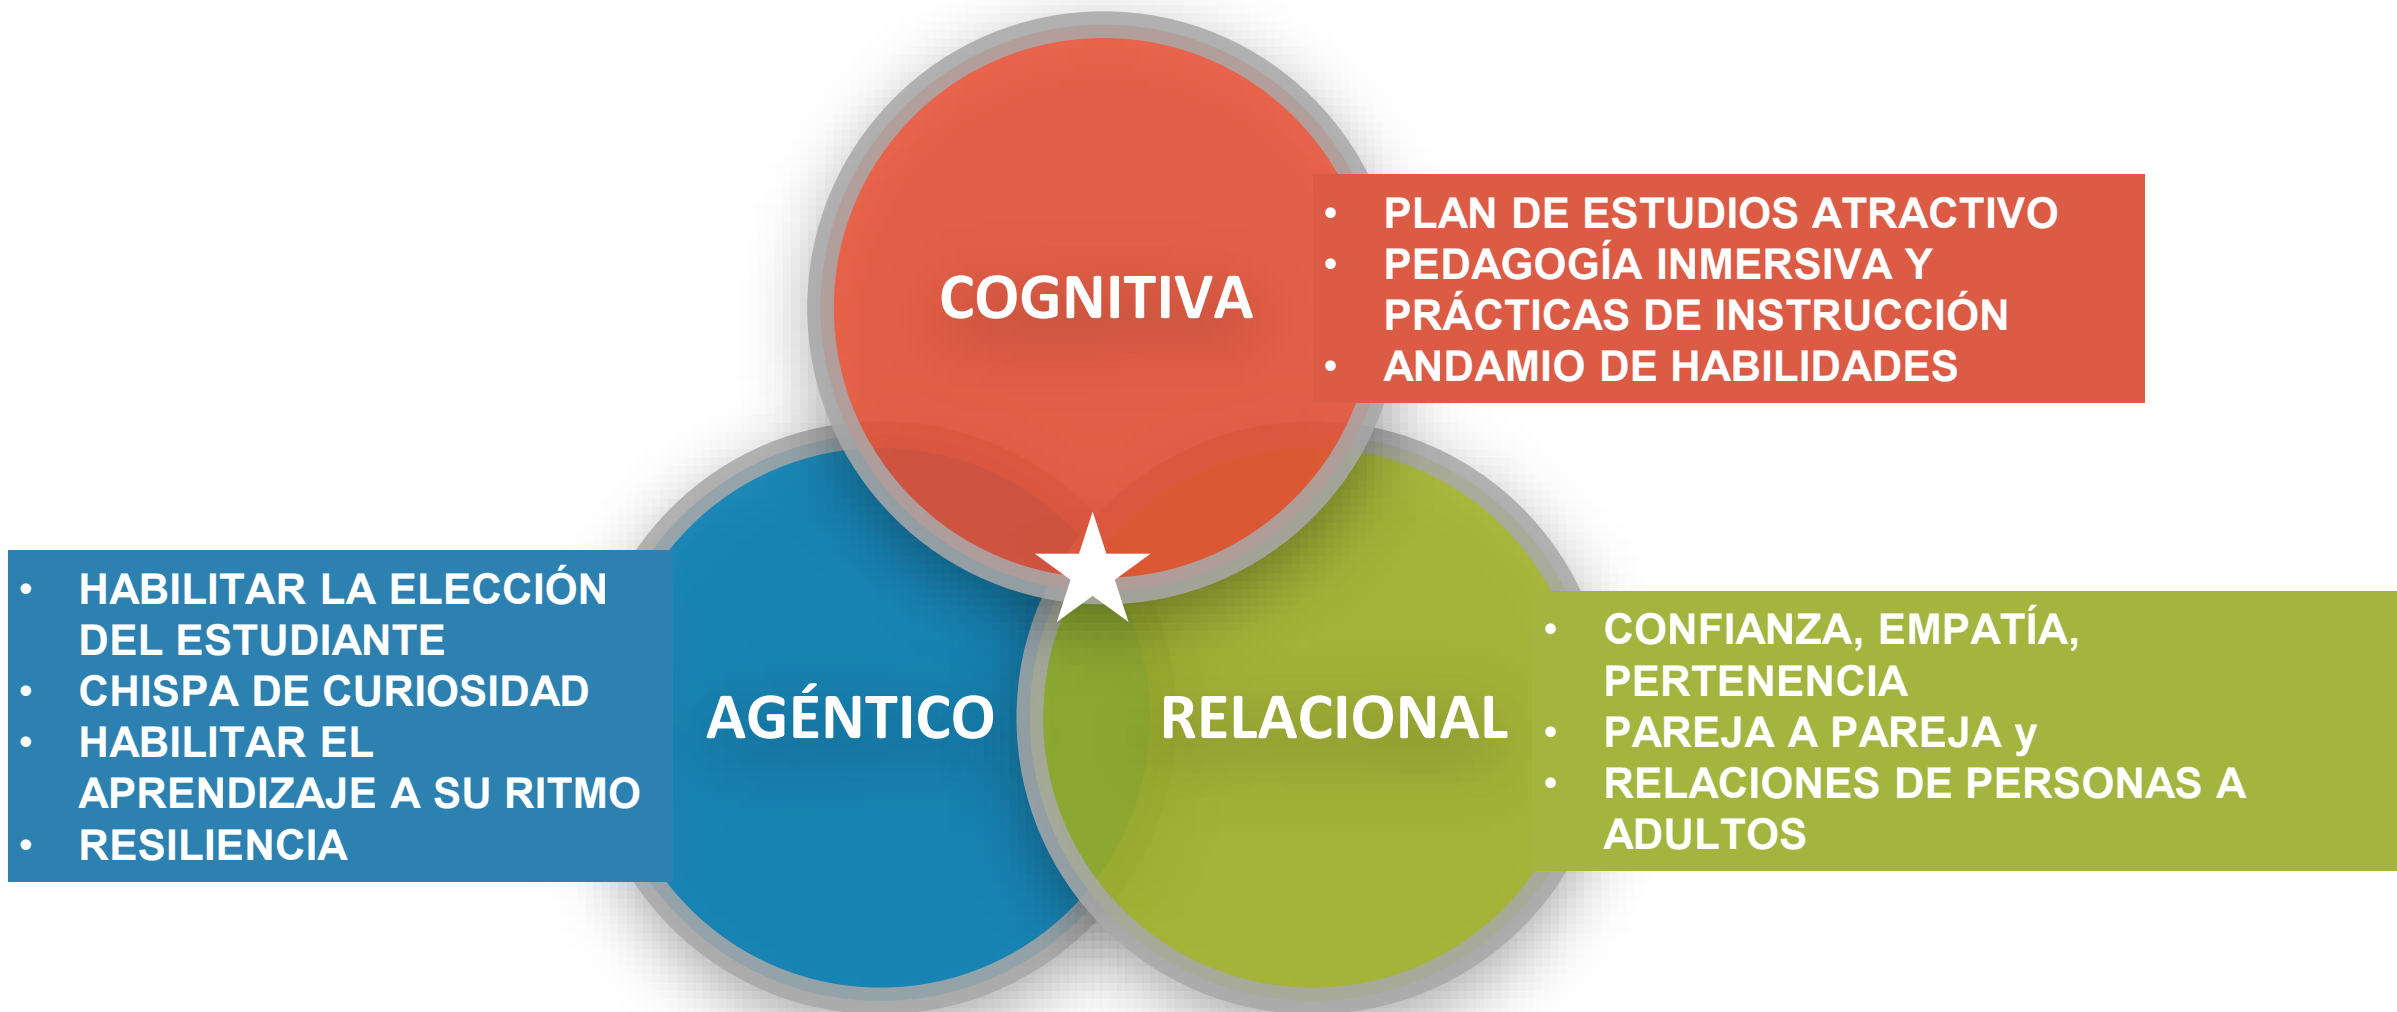 COGNITIVA
• PLAN DE ESTUDIOS ATRACTIVO
• PEDAGOGÍA INMERSIVA Y
PRÁCTICAS DE INSTRUCCIÓN
• ANDAMIO DE HABILIDADES
• HABILITAR LA ELECCIÓN
DEL ESTUDIANTE
• CHISPA DE CURIOSIDAD
• HABILITAR EL
APRENDIZAJE A SU RITMO
• RESILIENCIA
AGÉNTICO
RELACIONAL
• CONFIANZA, EMPATÍA,
PERTENENCIA
• PAREJA A PAREJA y
• RELACIONES DE PERSONAS A
ADULTOS